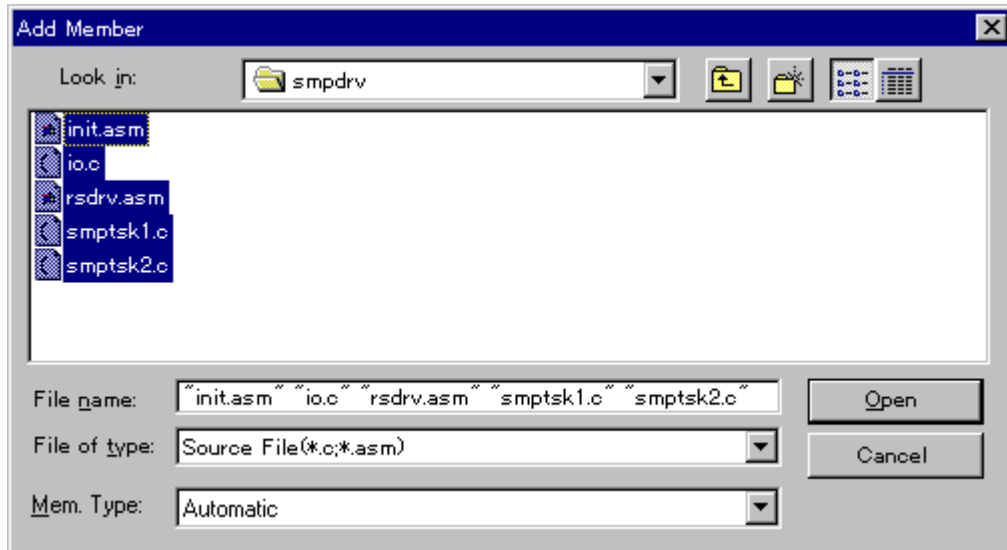 Add Member
Look in: smpdrv
init.asm
io.c
rsdrv.asm
smptsk1.c
smptsk2.c
File name: "init.asm" "io.c" "rsdrv.asm" "smptsk1.c" "smptsk2.c" Open
File of type: Source File(*.c;*.asm) Cancel
Mem. Type: Automatic